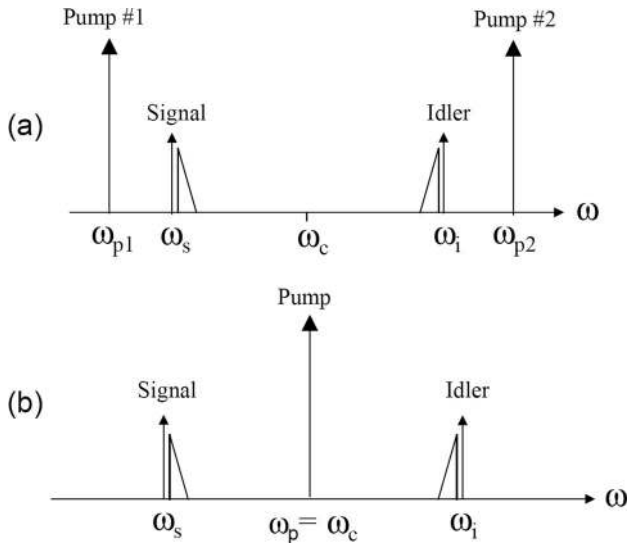 Pump #1
Pump #2
(a)
Signal
Idler
ω
ωp1
ωs
ωc
ωi
ωp2
Pump
(b)
Signal
Idler
ω
ωs
ωp = ωc
ωi